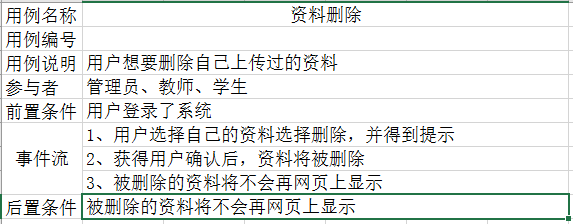 用例名称 资料删除
用例编号
用例说明 用户想要删除自己上传过的资料
参与者 管理员、教师、学生
前置条件 用户登录了系统
1、用户选择自己的资料选择删除，并得到提示
事件流 2、获得用户确认后，资料将被删除
3、被删除的资料将不会再网页上显示
后置条件 被删除的资料将不会再网页上显示